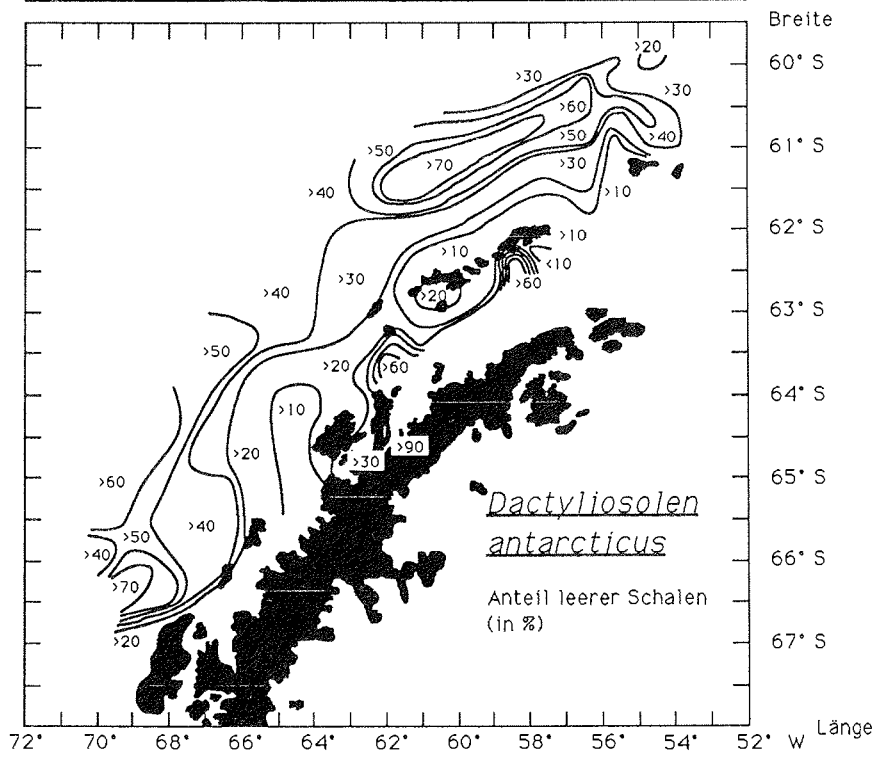 Breite
>20
60° S
>30
>30
>60
>50
>40
61° S
>50
>70
>30
>40
>10
62° S
>10
>10
>30
<10
>40
>20
>60
63° S
>50
>20
>60
64° S
>10
>20
>90
>30
65° S
>60
Dactyliosolen
>40
>50
antarcticus
>40
66° S
>70
Anteil leerer Schalen
(in %)
>20
67° S
Länge
72° 70° 68° 66° 64° 62° 60° 58° 56° 54° 52° W